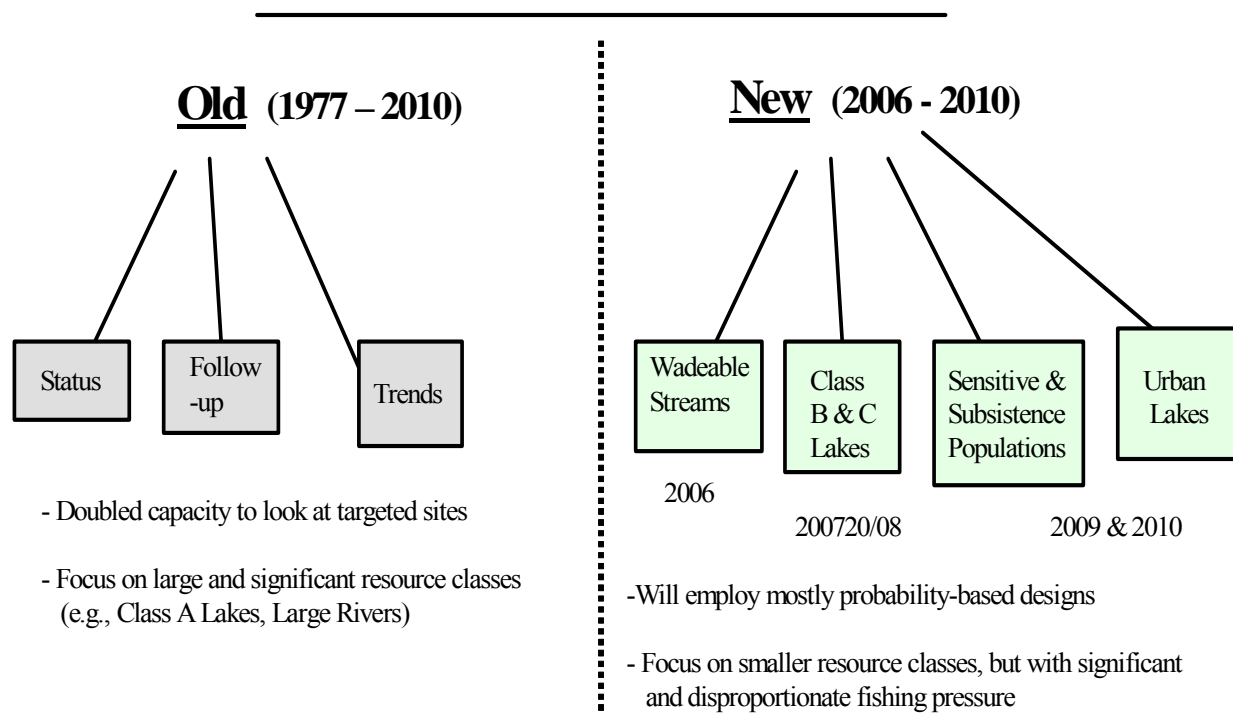 Old (1977 – 2010)
Status
Follow
-up
Trends
- Doubled capacity to look at targeted sites
- Focus on large and significant resource classes
(e.g., Class A Lakes, Large Rivers)
New (2006 - 2010)
Wadeable
Streams
2006
Class
B & C
Lakes
200720/08
Sensitive &
Subsistence
Populations
Urban
Lakes
2009 & 2010
-Will employ mostly probability-based designs
- Focus on smaller resource classes, but with significant
and disproportionate fishing pressure